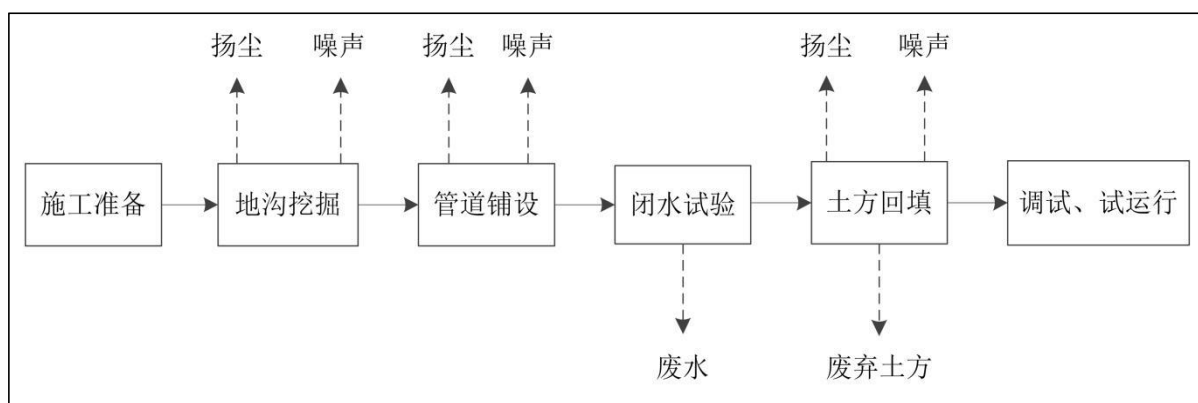 扬尘 噪声 扬尘 噪声 扬尘 噪声
施工准备 地沟挖掘 管道铺设 闭水试验 土方回填 调试、试运行
废水 废弃土方